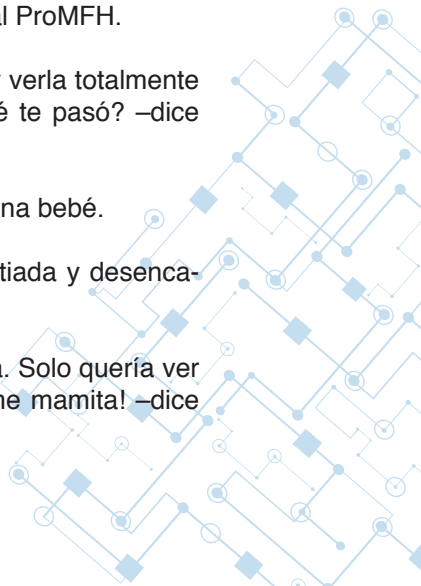 al ProMFH.
verla totalmente
é te pasó? –dice
na bebé.
tiada y desenca-
a. Solo quería ver
ne mamita! –dice